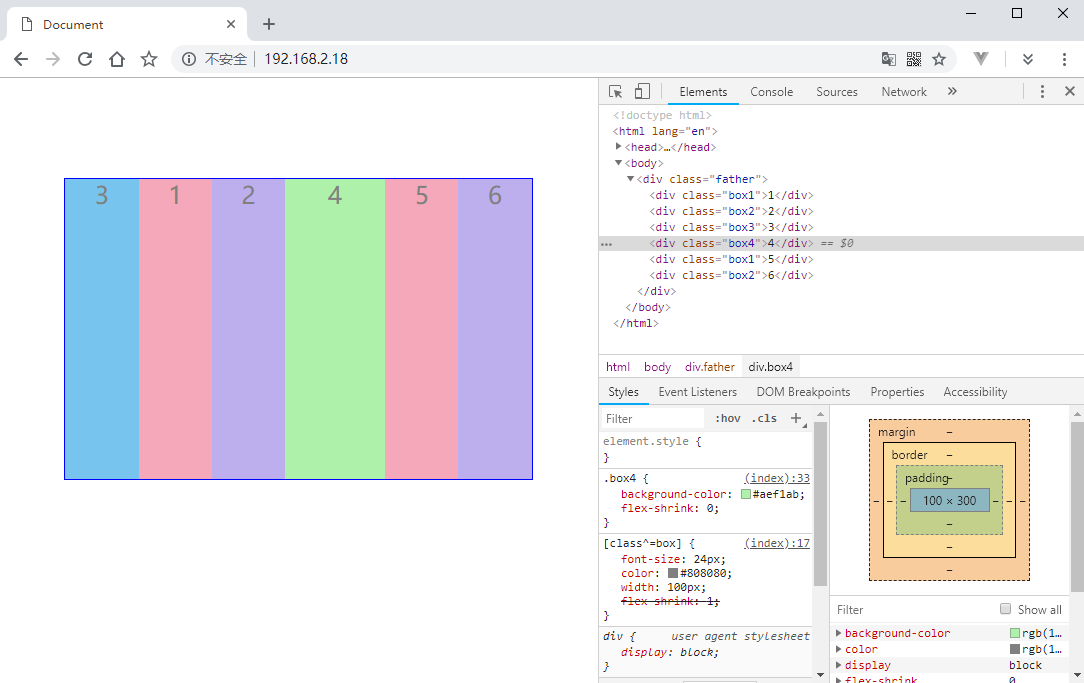 Document
不安全 192.168.2.18
3 1 2 4 5 6
Elements Console Sources Network »
<!doctype html>
<html lang="en">
<head>…</head>
<body>
<div class="father">
<div class="box1">1</div>
<div class="box2">2</div>
<div class="box3">3</div>
<div class="box4">4</div> == $0
<div class="box1">5</div>
<div class="box2">6</div>
</div>
</body>
</html>
html body div.father div.box4
Styles Event Listeners DOM Breakpoints Properties Accessibility
Filter :hov .cls +
element.style {
}
.box4 { (index):33
background-color: #aef1ab;
flex-shrink: 0;
}
[class^=box] { (index):17
font-size: 24px;
color: #808080;
width: 100px;
flex-shrink: 1;
}
div { user agent stylesheet
display: block;
}
margin –
border –
padding –
– – – 100 × 300 – – –
–
–
–
Filter Show all
background-color rgb(1…
color rgb(1…
display block
flex-shrink 0